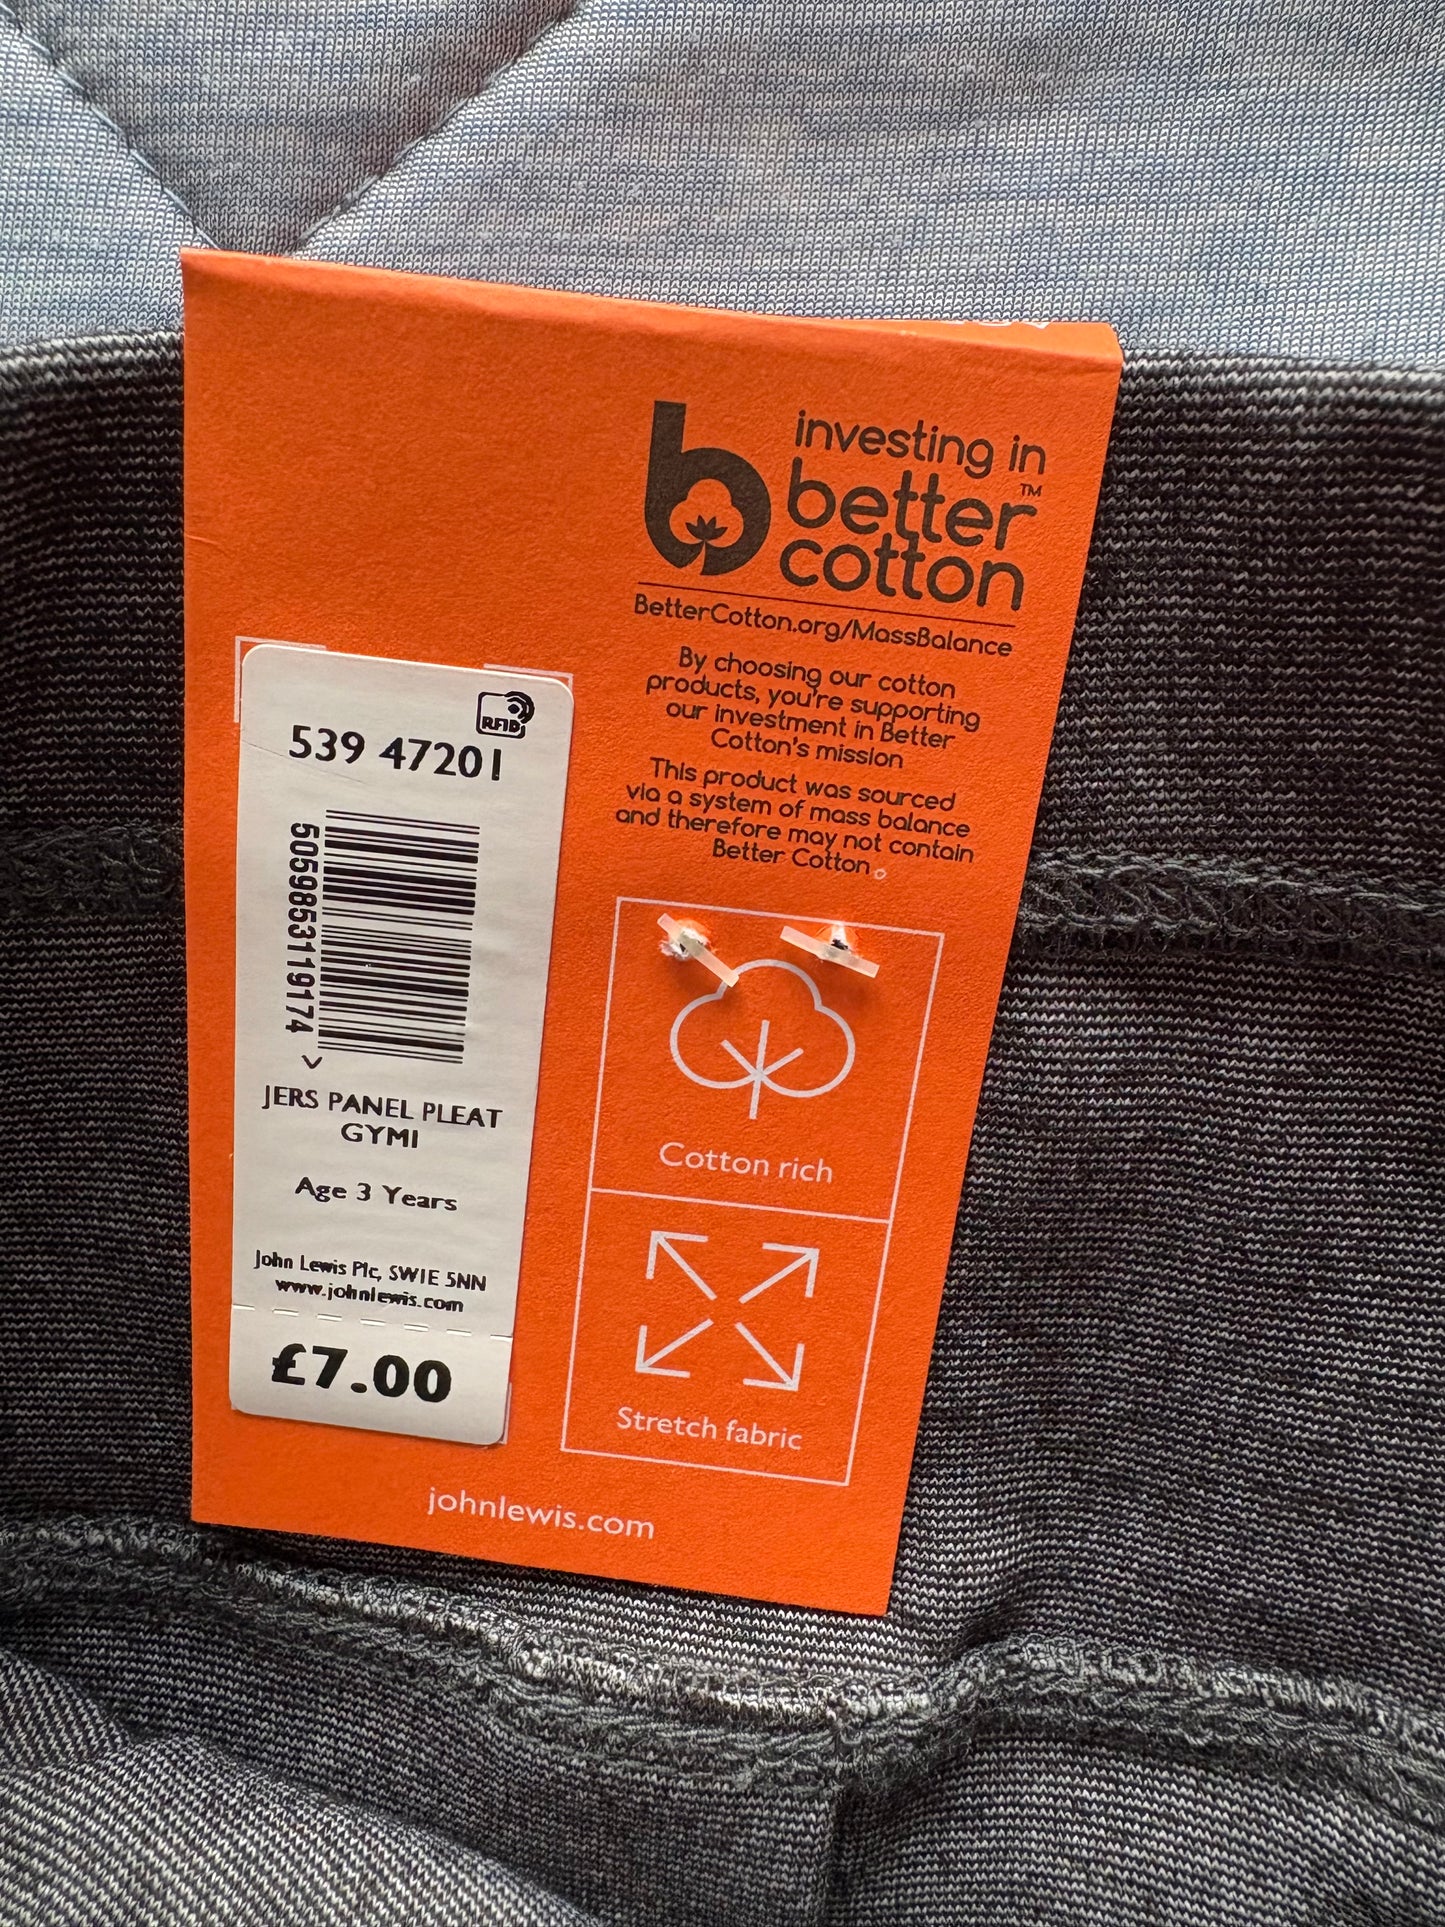 investing in
better™
cotton
BetterCotton.org/MassBalance
By choosing our cotton
products, you're supporting
our investment in Better
Cotton's mission
This product was sourced
via a system of mass balance
and therefore may not contain
Better Cotton.
RFID
539 47201
5059853119174 >
JERS PANEL PLEAT
GYMI
Age 3 Years
John Lewis Plc, SW1E 5NN
www.johnlewis.com
£7.00
Cotton rich
Stretch fabric
johnlewis.com